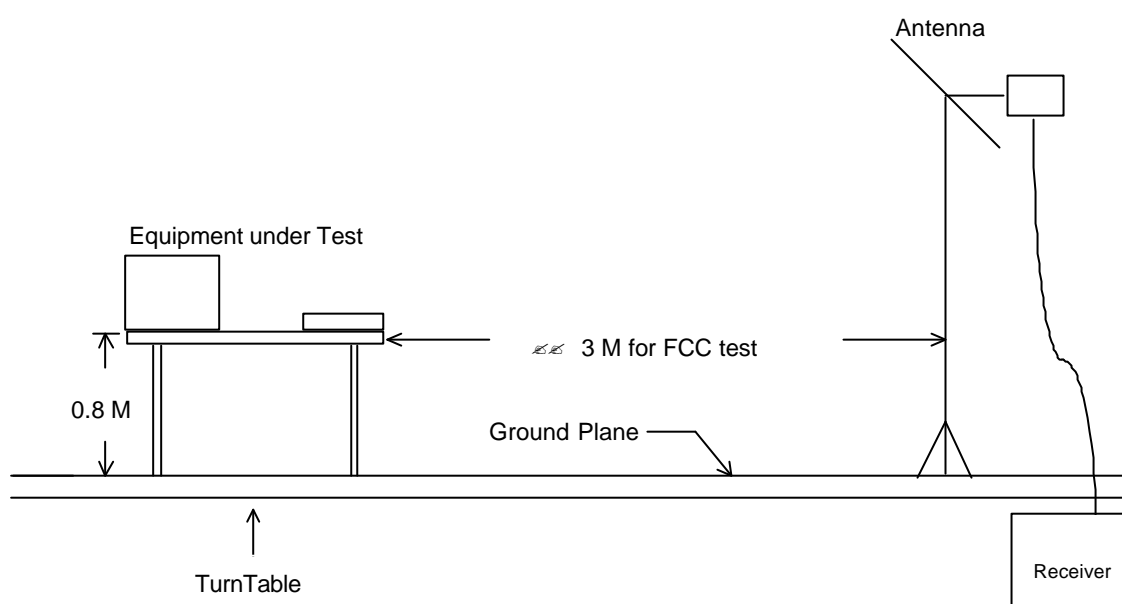 Antenna
Equipment under Test
3 M for FCC test
0.8 M
Ground Plane
TurnTable
Receiver